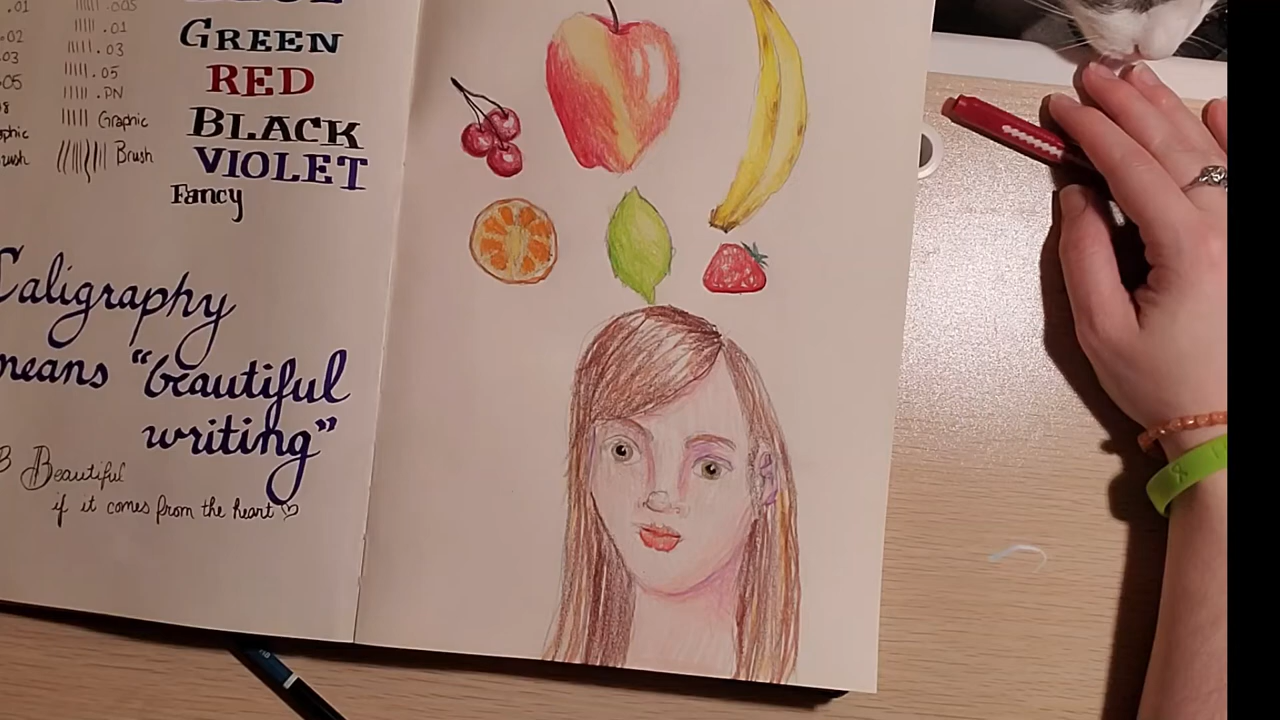 .01
.02
.03
.05
.005
.01
.03
.05
.PN
Graphic
Brush
GREEN
RED
BLACK
VIOLET
Fancy
Caligraphy
means "beautiful
writing"
Beautiful
if it comes from the heart